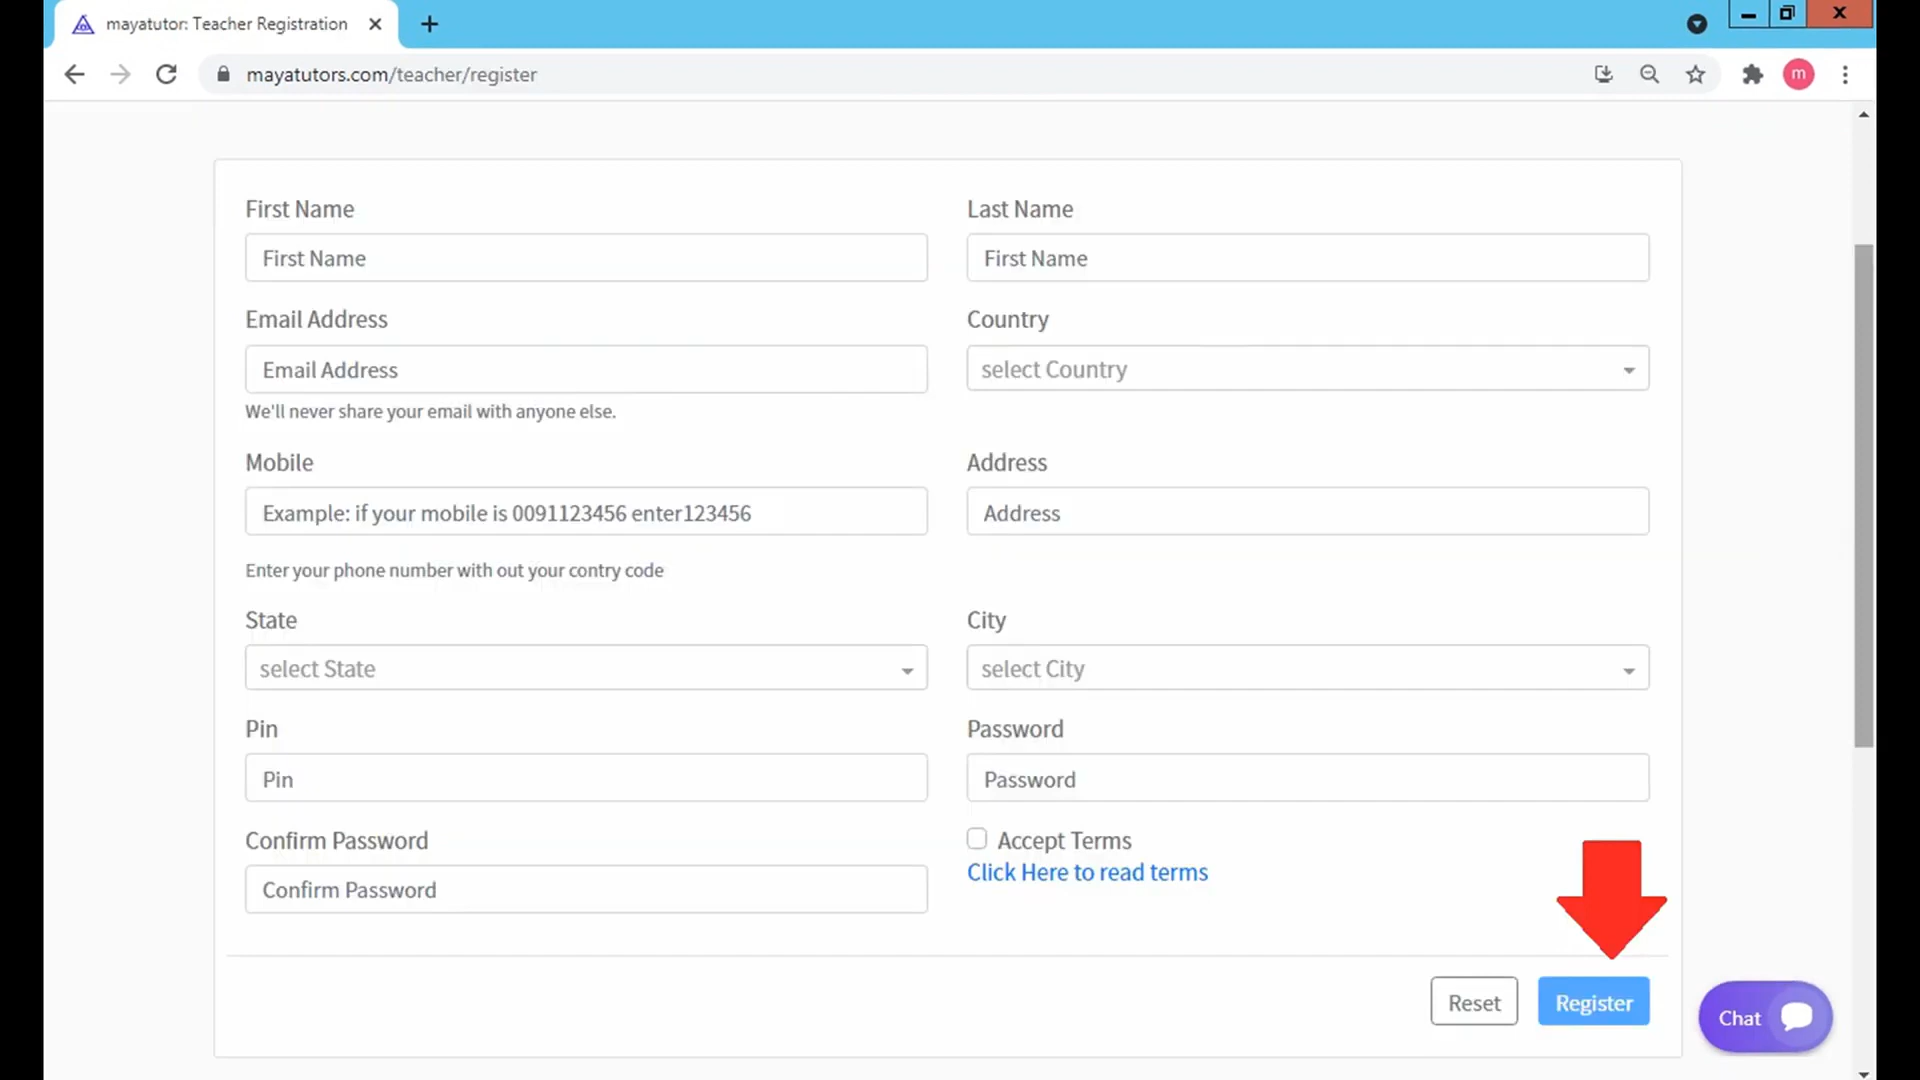 mayatutor: Teacher Registration
mayatutors.com/teacher/register
m
First Name
Last Name
First Name
First Name
Email Address
Country
Email Address
select Country
We'll never share your email with anyone else.
Mobile
Address
Example: if your mobile is 0091123456 enter123456
Address
Enter your phone number with out your contry code
State
City
select State
select City
Pin
Password
Pin
Password
Confirm Password
Accept Terms
Click Here to read terms
Confirm Password
Reset
Register
Chat